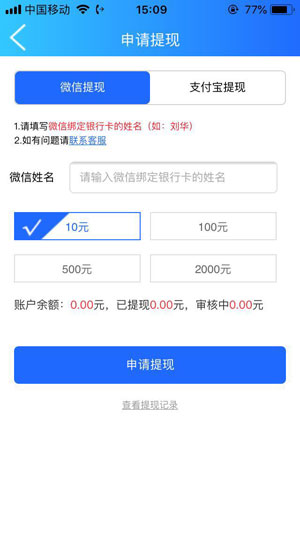 中国移动 15:09 77%
申请提现
微信提现 支付宝提现
1.请填写微信绑定银行卡的姓名（如：刘华）
2.如有问题请联系客服
微信姓名 请输入微信绑定银行卡的姓名
10元 100元
500元 2000元
账户余额：0.00元，已提现0.00元，审核中0.00元
申请提现
查看提现记录